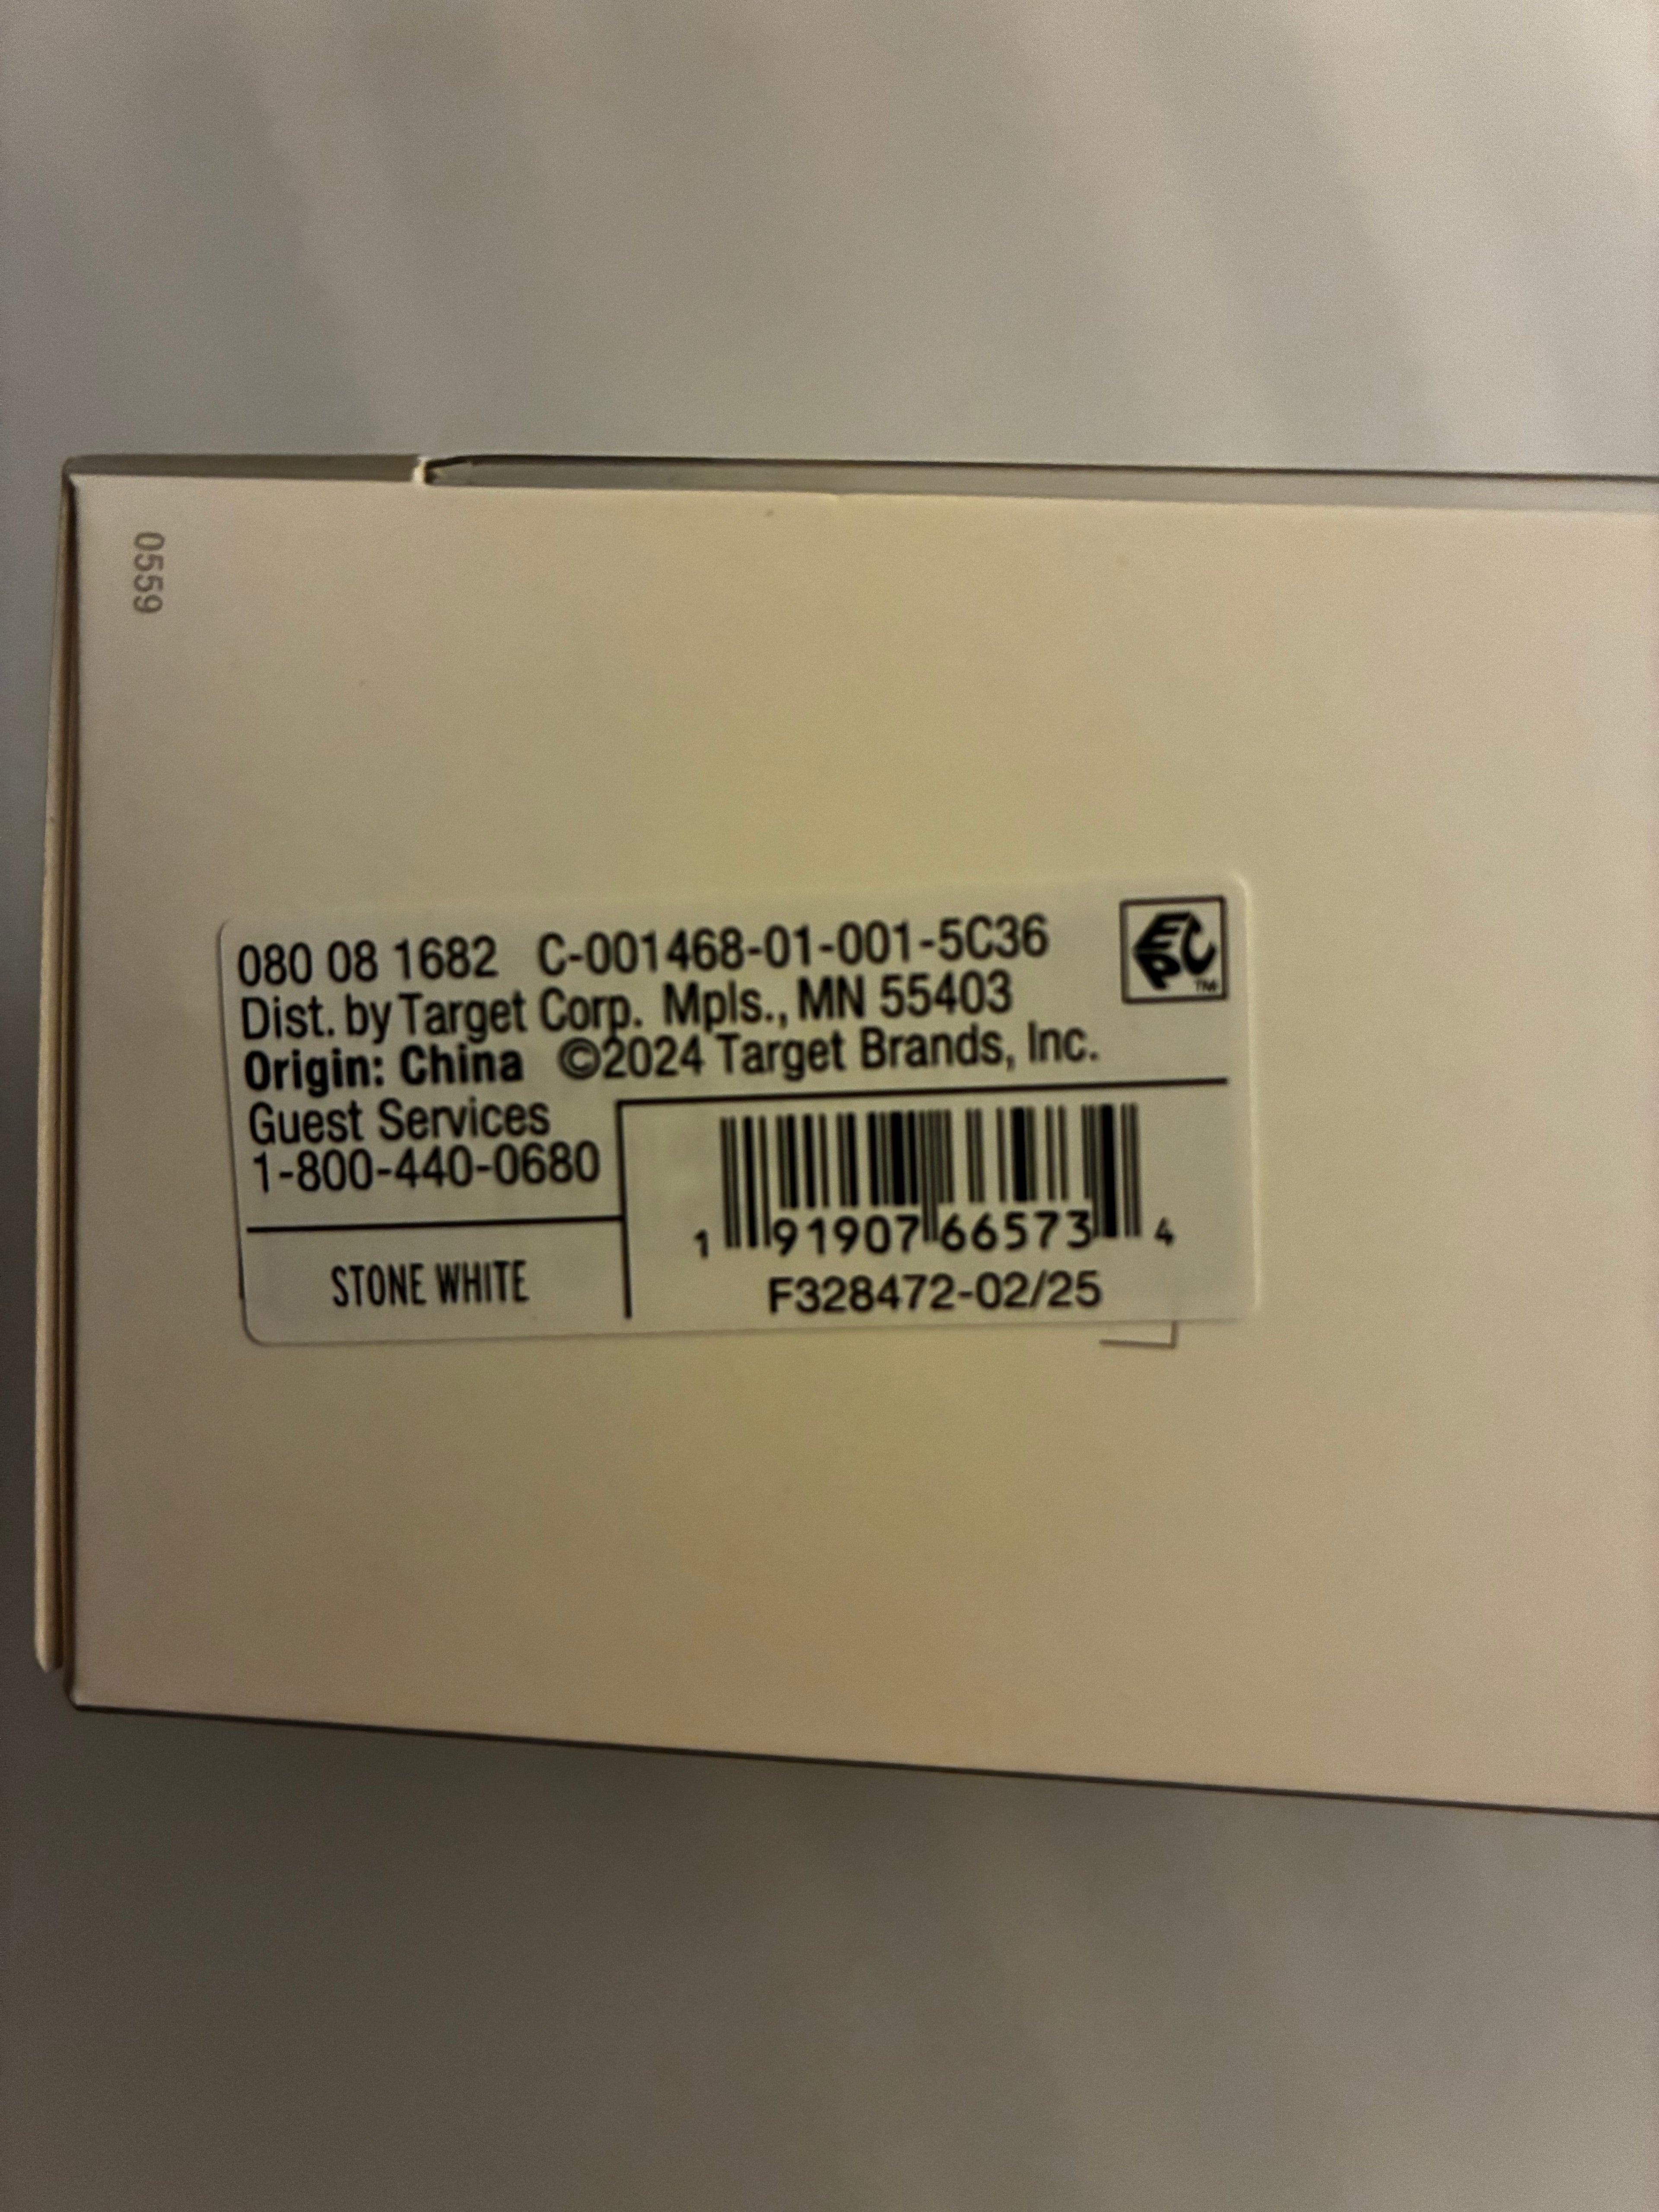 0559
080 08 1682 C-001468-01-001-5C36
EPC™
Dist. by Target Corp. Mpls., MN 55403
Origin: China ©2024 Target Brands, Inc.
Guest Services
1-800-440-0680
STONE WHITE
1 91907 66573 4
F328472-02/25